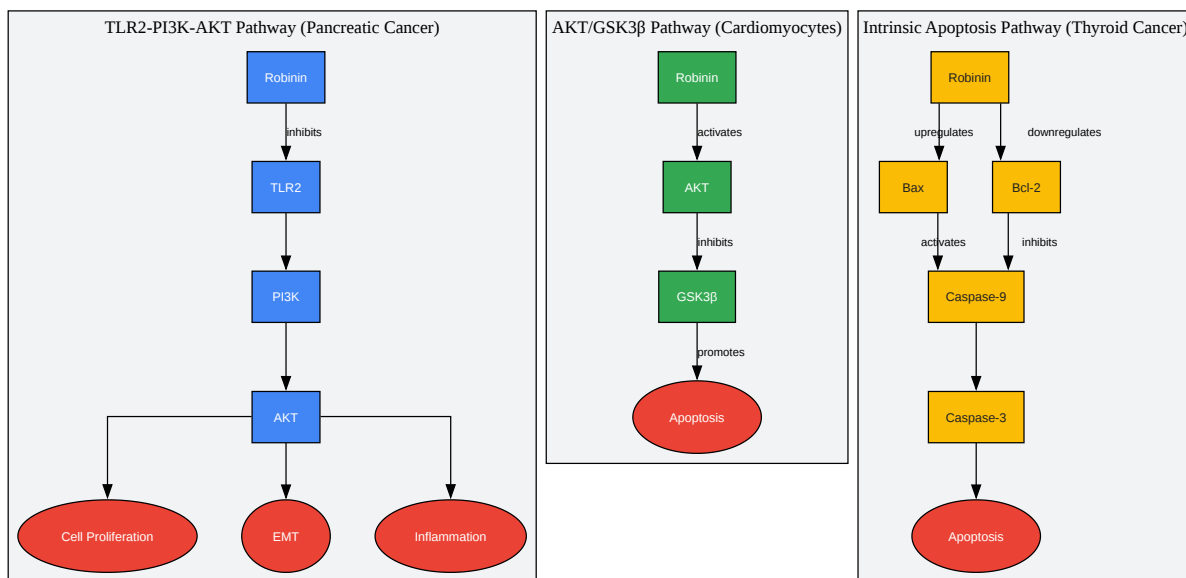 TLR2-PI3K-AKT Pathway (Pancreatic Cancer)
Robinin
inhibits
TLR2
PI3K
AKT
Cell Proliferation
EMT
Inflammation
AKT/GSK3β Pathway (Cardiomyocytes)
Robinin
activates
AKT
inhibits
GSK3β
promotes
Apoptosis
Intrinsic Apoptosis Pathway (Thyroid Cancer)
Robinin
upregulates
downregulates
Bax
Bcl-2
activates
inhibits
Caspase-9
Caspase-3
Apoptosis